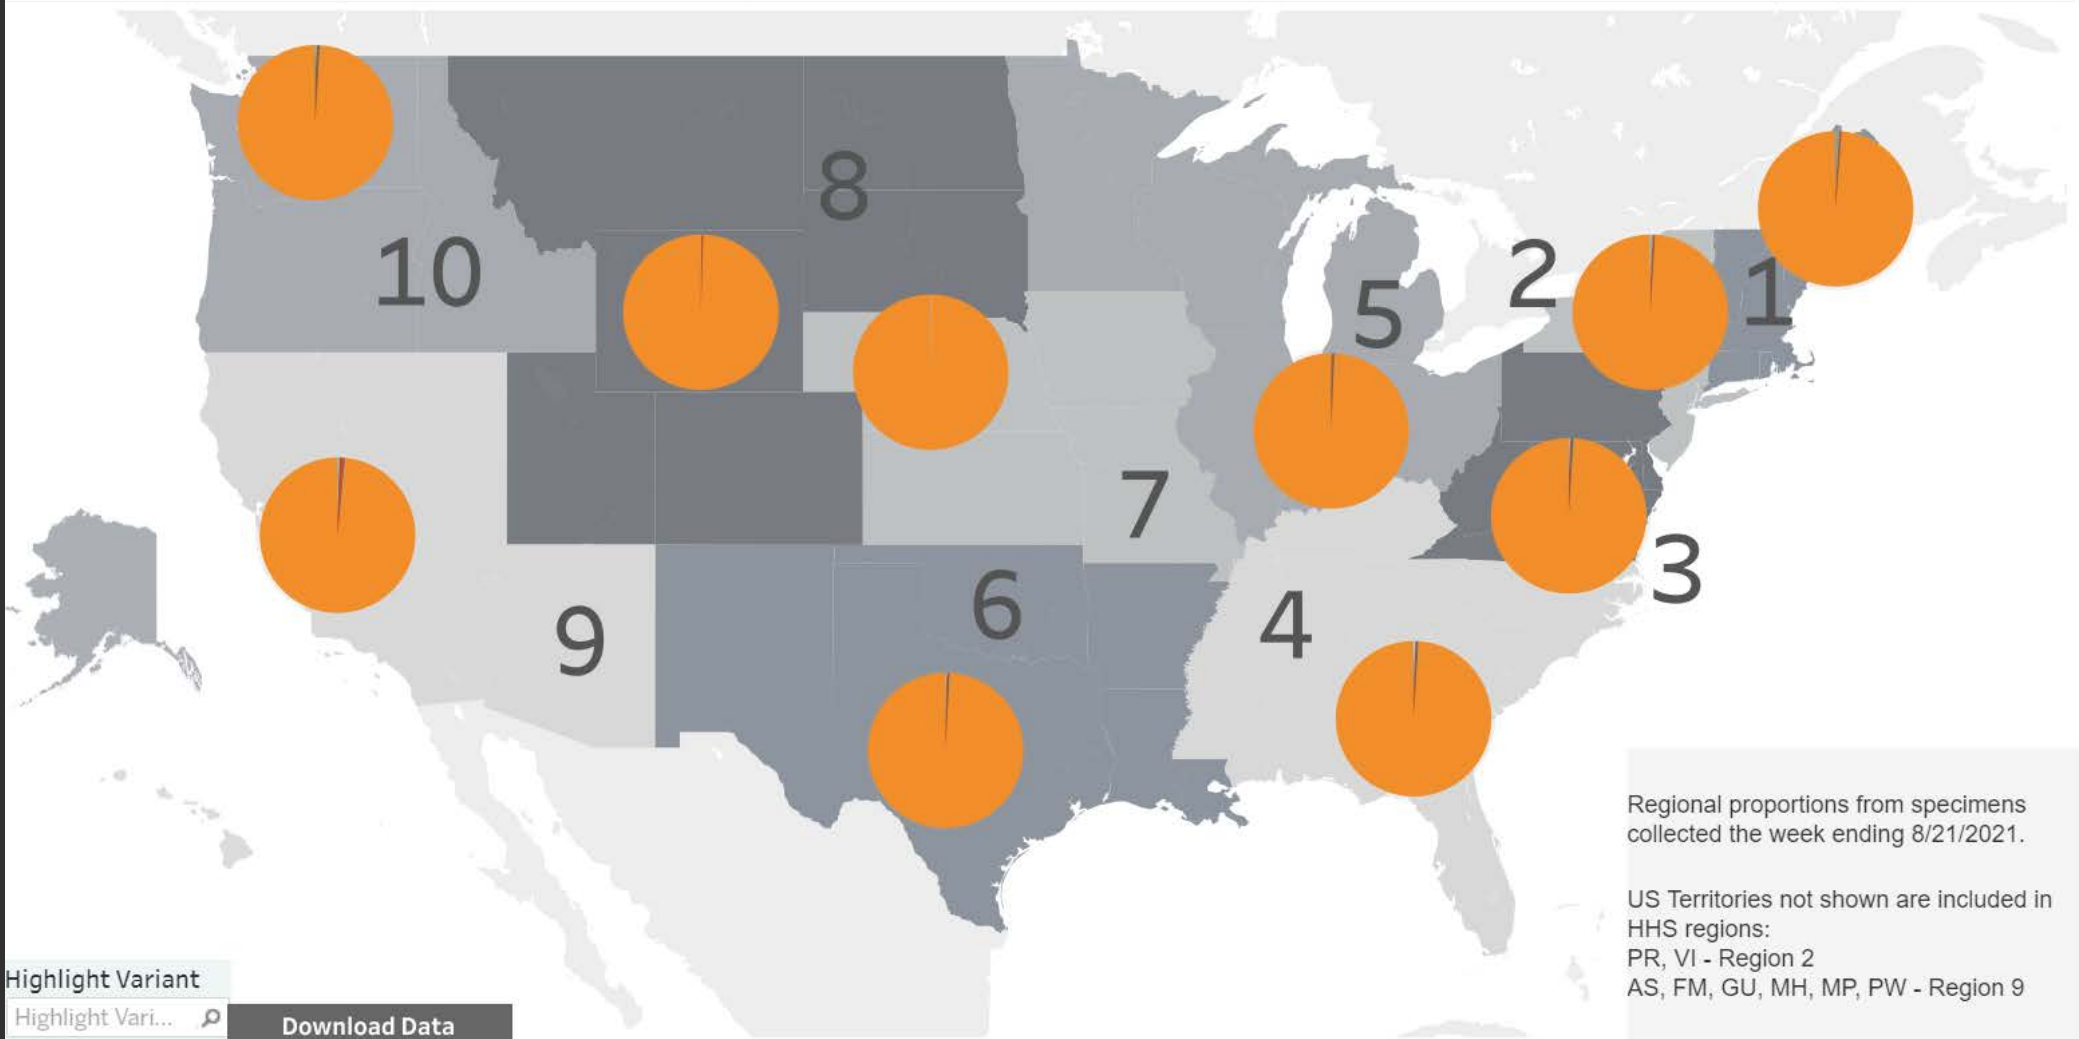 8
10
2
1
5
7
3
6
4
9
Regional proportions from specimens
collected the week ending 8/21/2021.
US Territories not shown are included in
HHS regions:
PR, VI - Region 2
AS, FM, GU, MH, MP, PW - Region 9
Highlight Variant
Highlight Vari...
Download Data